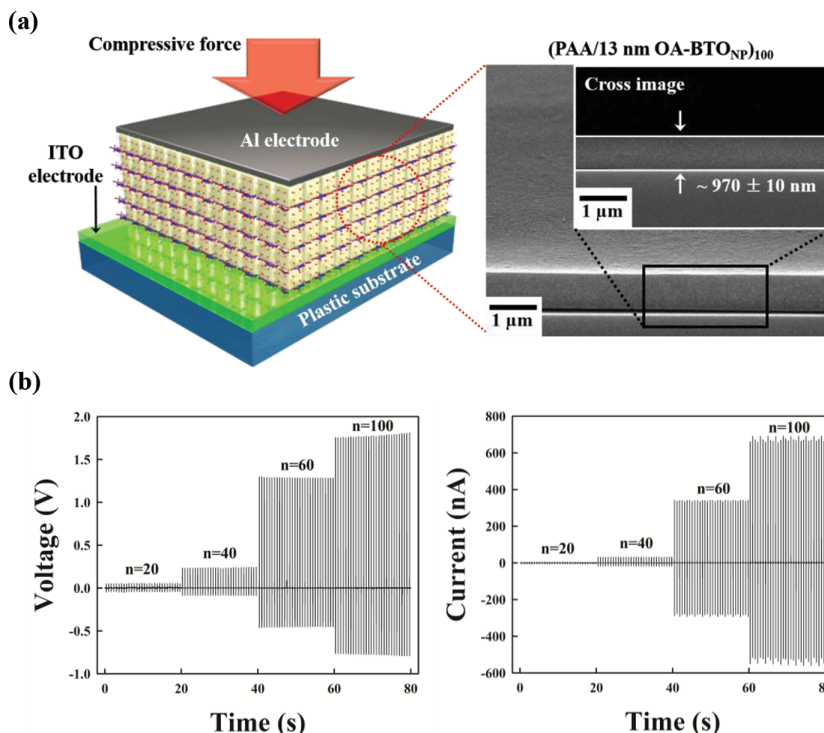 (a)
Compressive force
(PAA/13 nm OA-BTO_NP)_100
Cross image
Al electrode
ITO
electrode
~ 970 ± 10 nm
1 μm
Plastic substrate
1 μm
(b)
2.0
1.5
1.0
0.5
0.0
-0.5
-1.0
Voltage (V)
n=20
n=40
n=60
n=100
0
20
40
60
80
Time (s)
800
600
400
200
0
-200
-400
-600
Current (nA)
n=20
n=40
n=60
n=100
0
20
40
60
80
Time (s)